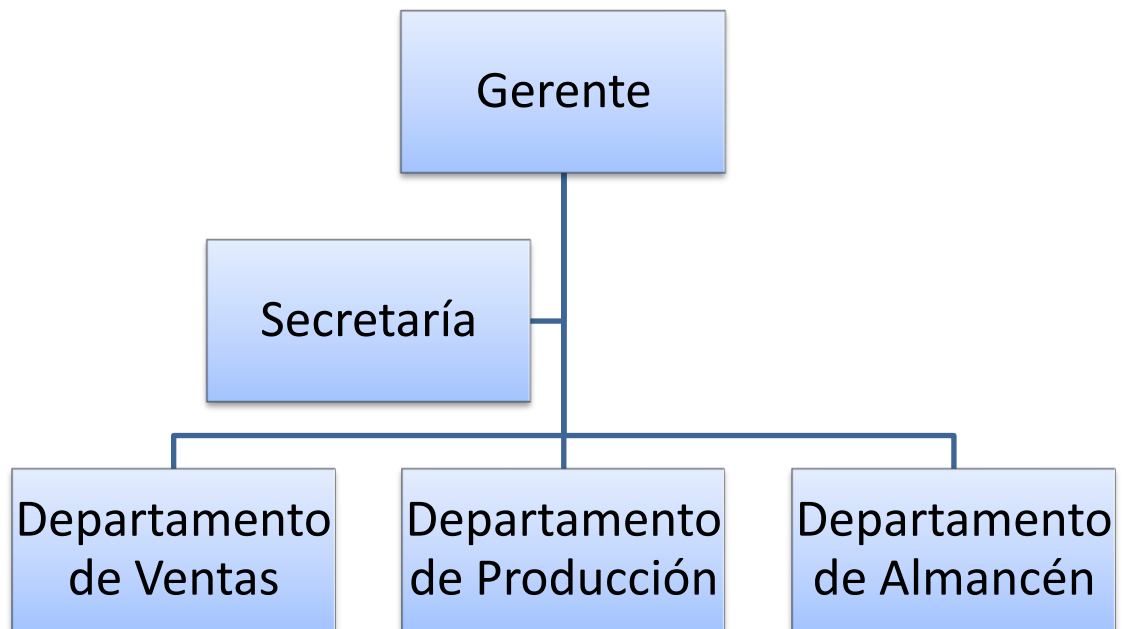 Gerente
Secretaría
Departamento
de Ventas
Departamento
de Producción
Departamento
de Almancén